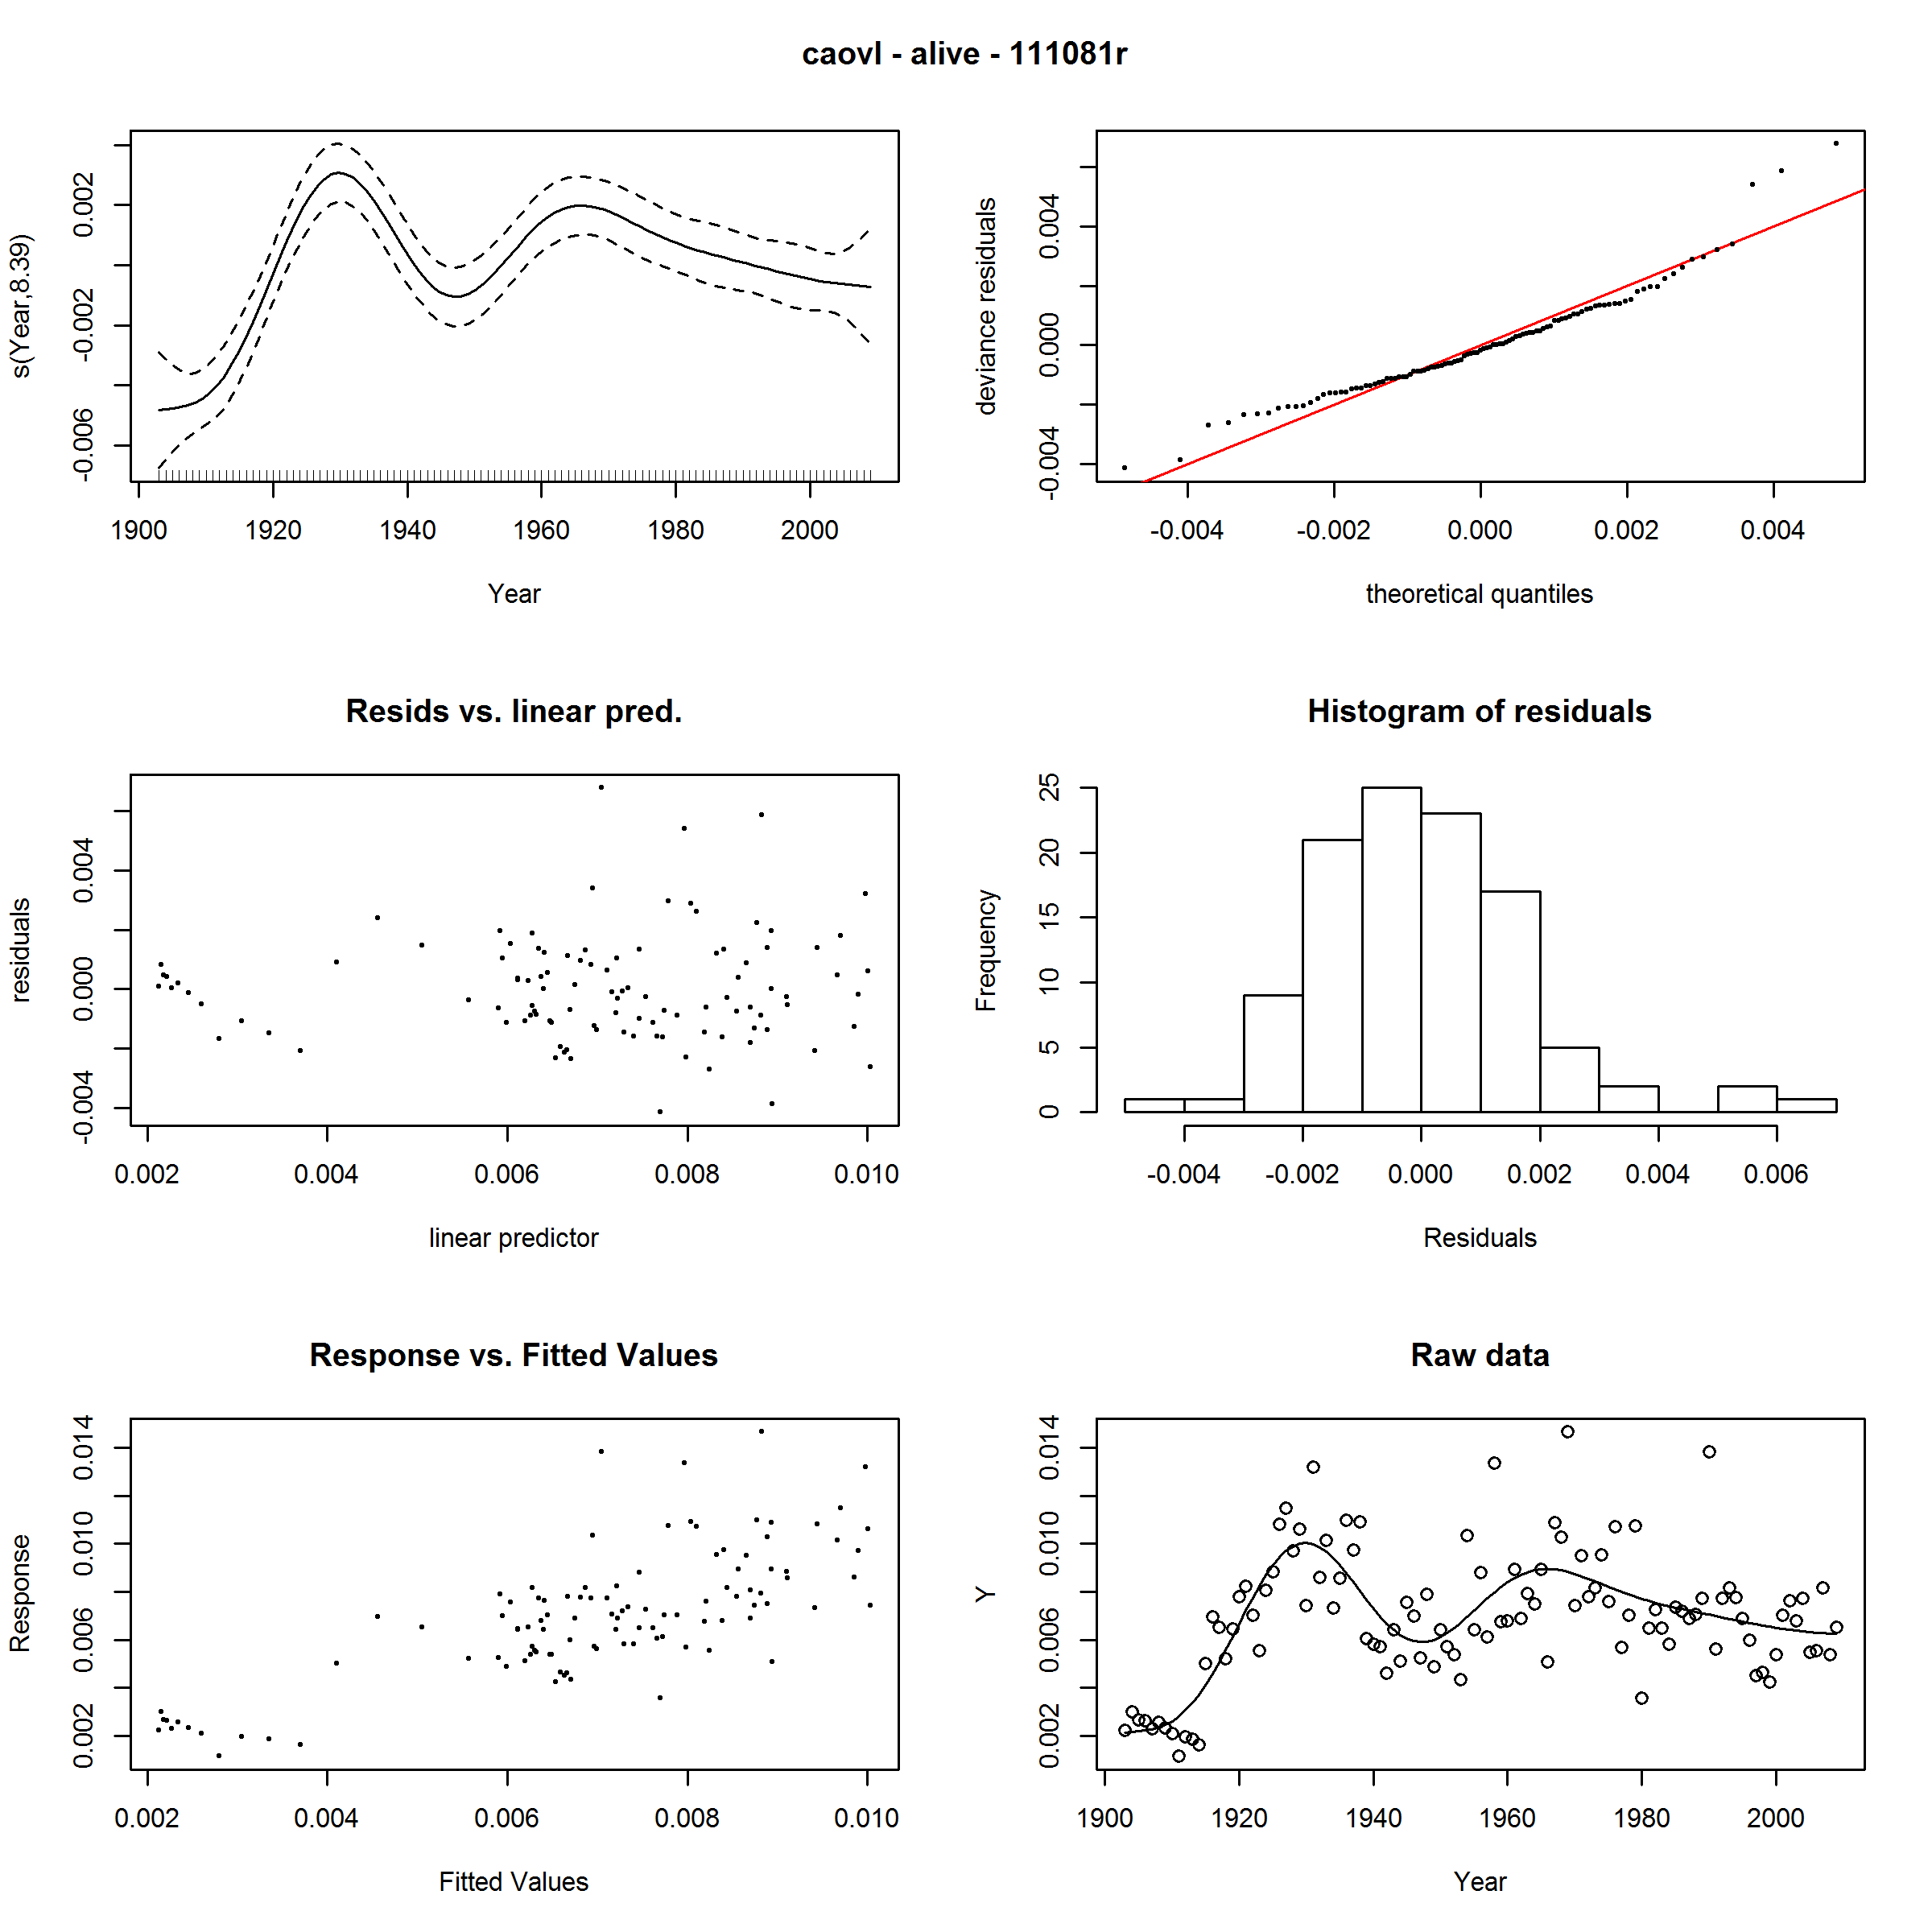 caovl - alive - 111081r
s(Year,8.39)
0.002
-0.002
-0.006
1900 1920 1940 1960 1980 2000
Year
deviance residuals
0.004
0.000
-0.004
-0.004 -0.002 0.000 0.002 0.004
theoretical quantiles
Resids vs. linear pred.
residuals
0.004
0.000
-0.004
0.002 0.004 0.006 0.008 0.010
linear predictor
Histogram of residuals
Frequency
25
20
15
10
5
0
-0.004 -0.002 0.000 0.002 0.004 0.006
Residuals
Response vs. Fitted Values
Response
0.014
0.010
0.006
0.002
0.002 0.004 0.006 0.008 0.010
Fitted Values
Raw data
Y
0.014
0.010
0.006
0.002
1900 1920 1940 1960 1980 2000
Year